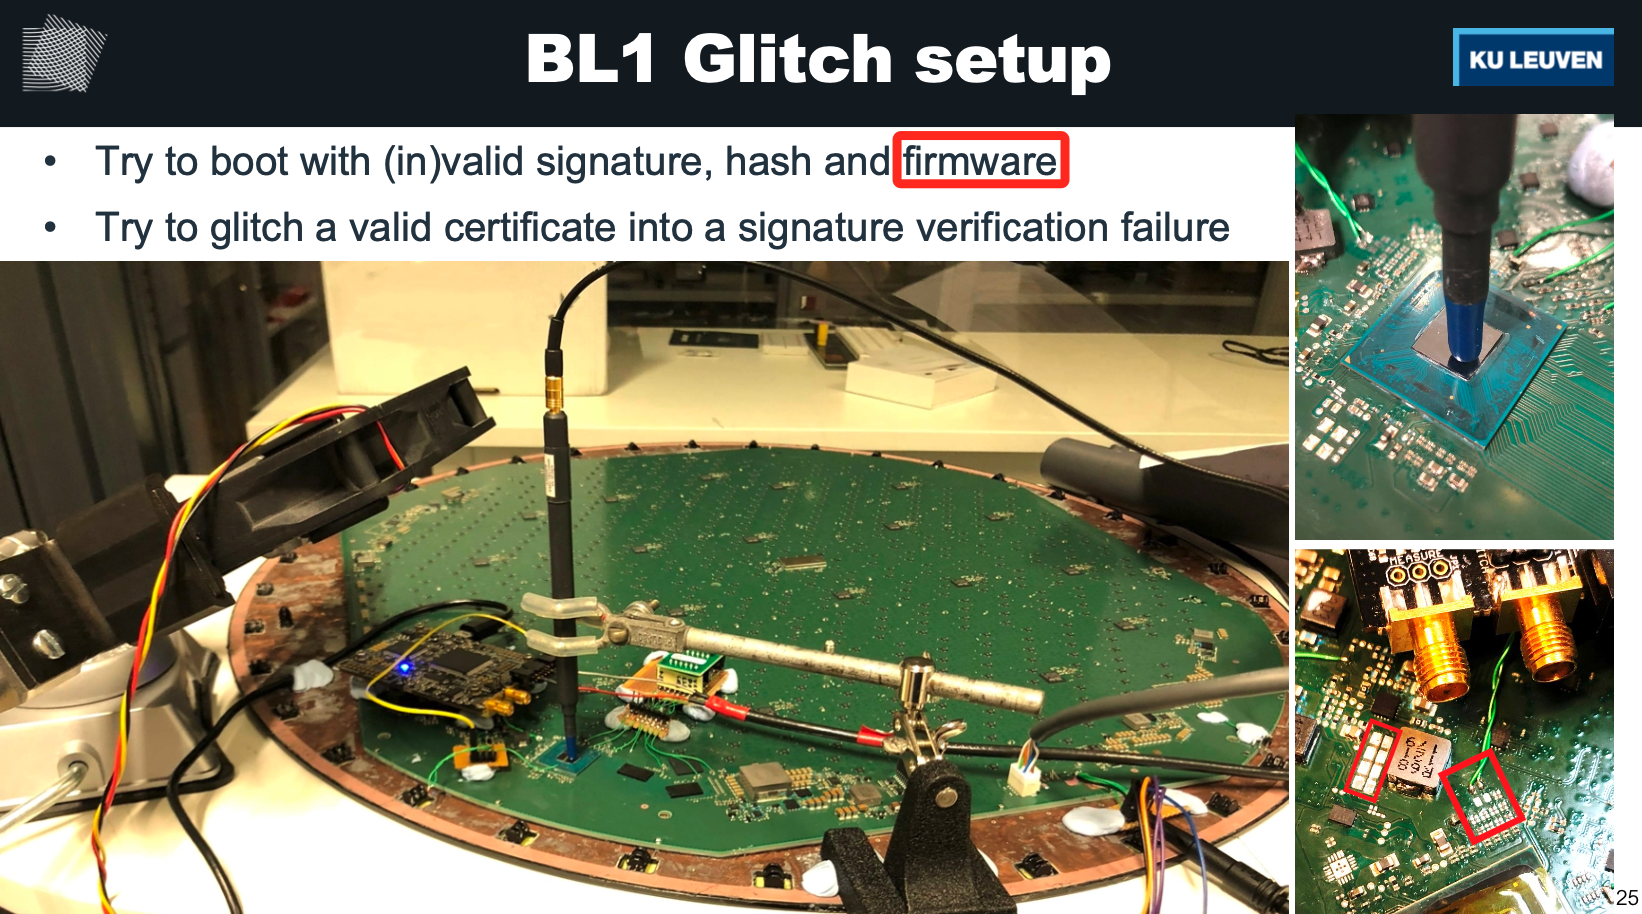 BL1 Glitch setup
KU LEUVEN
• Try to boot with (in)valid signature, hash and firmware
• Try to glitch a valid certificate into a signature verification failure
MEASURE
25